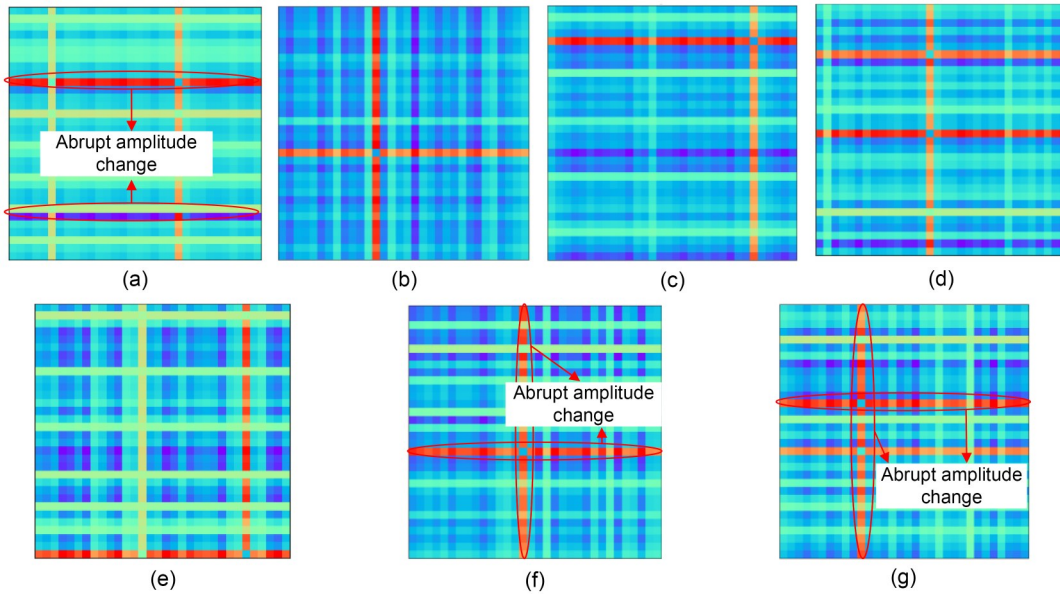 Abrupt amplitude
change
(a)
(b)
(c)
(d)
Abrupt amplitude
change
Abrupt amplitude
change
(e)
(f)
(g)